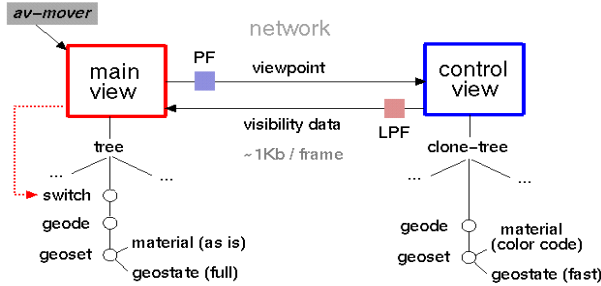 av-mover
network
main
view
PF
viewpoint
control
view
visibility data
LPF
~1Kb / frame
tree
clone-tree
... ...
... ...
switch
geode
geoset
material (as is)
geostate (full)
geode
geoset
material
(color code)
geostate (fast)